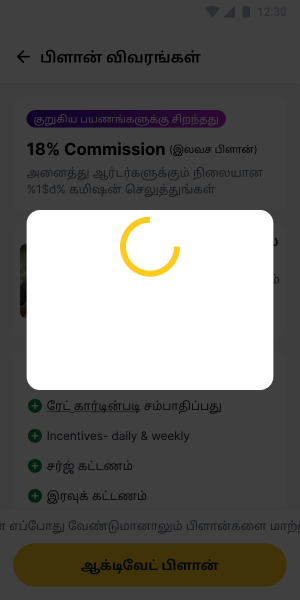 12:30
பிளான் விவரங்கள்
குறுகிய பயணங்களுக்கு சிறந்தது
18% Commission (இலவச பிளான்)
அனைத்து ஆர்டர்களுக்கும் நிலையான
%1$d% கமிஷன் செலுத்துங்கள்
ரேட் கார்டின்படி சம்பாதிப்பது
Incentives- daily & weekly
சர்ஜ் கட்டணம்
இரவுக் கட்டணம்
எப்போது வேண்டுமானாலும் பிளான்களை
ஆக்டிவேட் பிளான்